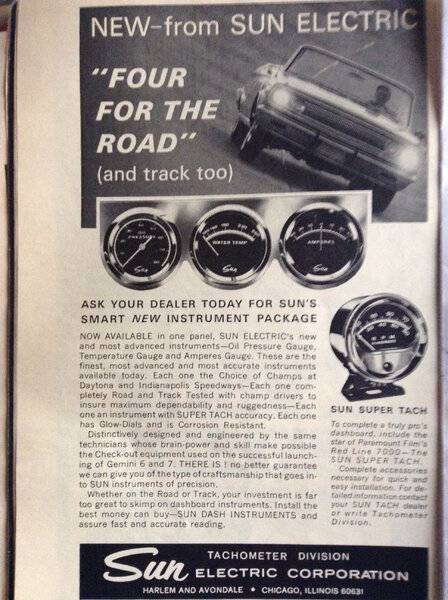 NEW-from SUN ELECTRIC
"FOUR
FOR THE
ROAD"
(and track too)
OIL
PRESSURE
Sun
WATER TEMP
Sun
AMPERES
Sun
ASK YOUR DEALER TODAY FOR SUN'S
SMART NEW INSTRUMENT PACKAGE
NOW AVAILABLE in one panel, SUN ELECTRIC's new
and most advanced instruments—Oil Pressure Gauge,
Temperature Gauge and Amperes Gauge. These are the
finest, most advanced and most accurate instruments
available today. Each one the Choice of Champs at
Daytona and Indianapolis Speedways—Each one com-
pletely Road and Track Tested with champ drivers to
insure maximum dependability and ruggedness—Each
one an instrument with SUPER TACH accuracy. Each one
has Glow-Dials and is Corrosion Resistant.
Distinctively designed and engineered by the same
technicians whose brain-power and skill make possible
the Check-out equipment used on the successful launch-
ing of Gemini 6 and 7. THERE IS ! no better guarantee
we can give you of the type of craftsmanship that goes in-
to SUN instruments of precision.
Whether on the Road or Track, your investment is far
too great to skimp on dashboard instruments. Install the
best money can buy—SUN DASH INSTRUMENTS and
assure fast and accurate reading.
R.P.M.
SUN SUPER TACH
To complete a truly pro's
dashboard, include the
star of Paramount Film's
Red Line 7000—The
SUN SUPER TACH.
Complete accessories
necessary for quick and
easy installation. For de-
tailed information contact
your SUN TACH dealer
or write Tachometer
Division.
Sun
TACHOMETER DIVISION
ELECTRIC CORPORATION
HARLEM AND AVONDALE • CHICAGO, ILLINOIS 60631